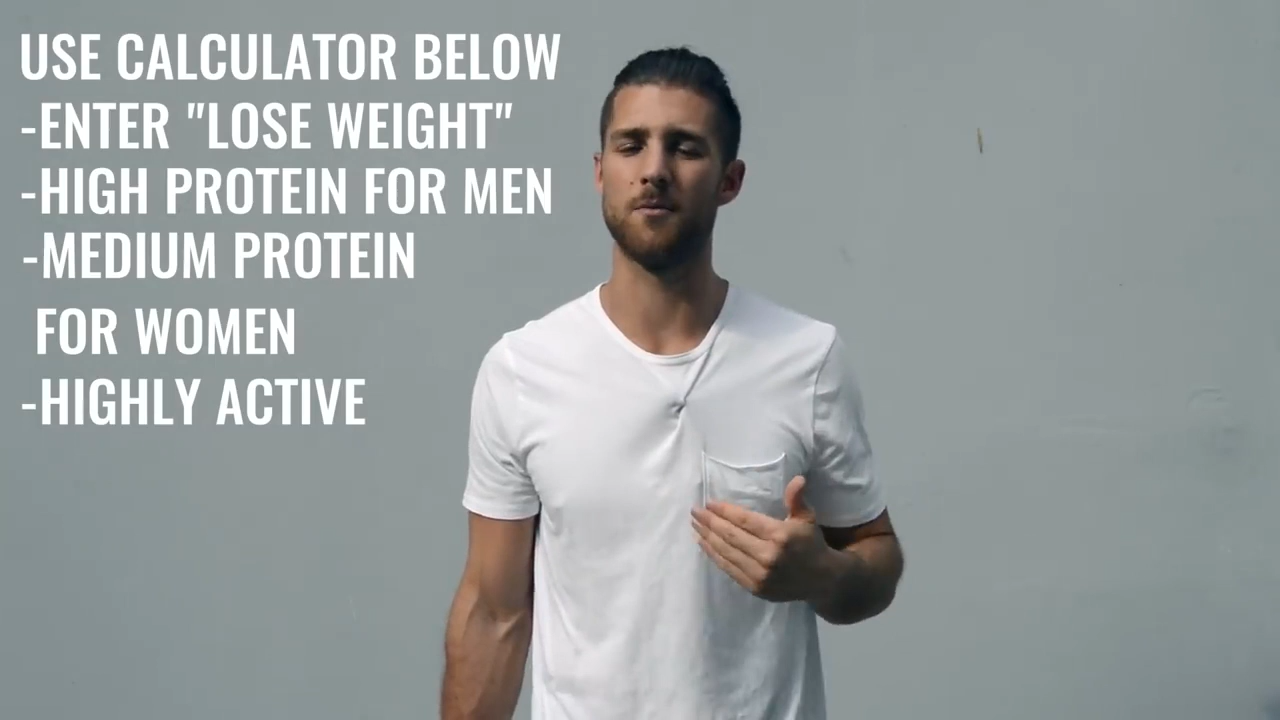 USE CALCULATOR BELOW
-ENTER "LOSE WEIGHT"
-HIGH PROTEIN FOR MEN
-MEDIUM PROTEIN
FOR WOMEN
-HIGHLY ACTIVE